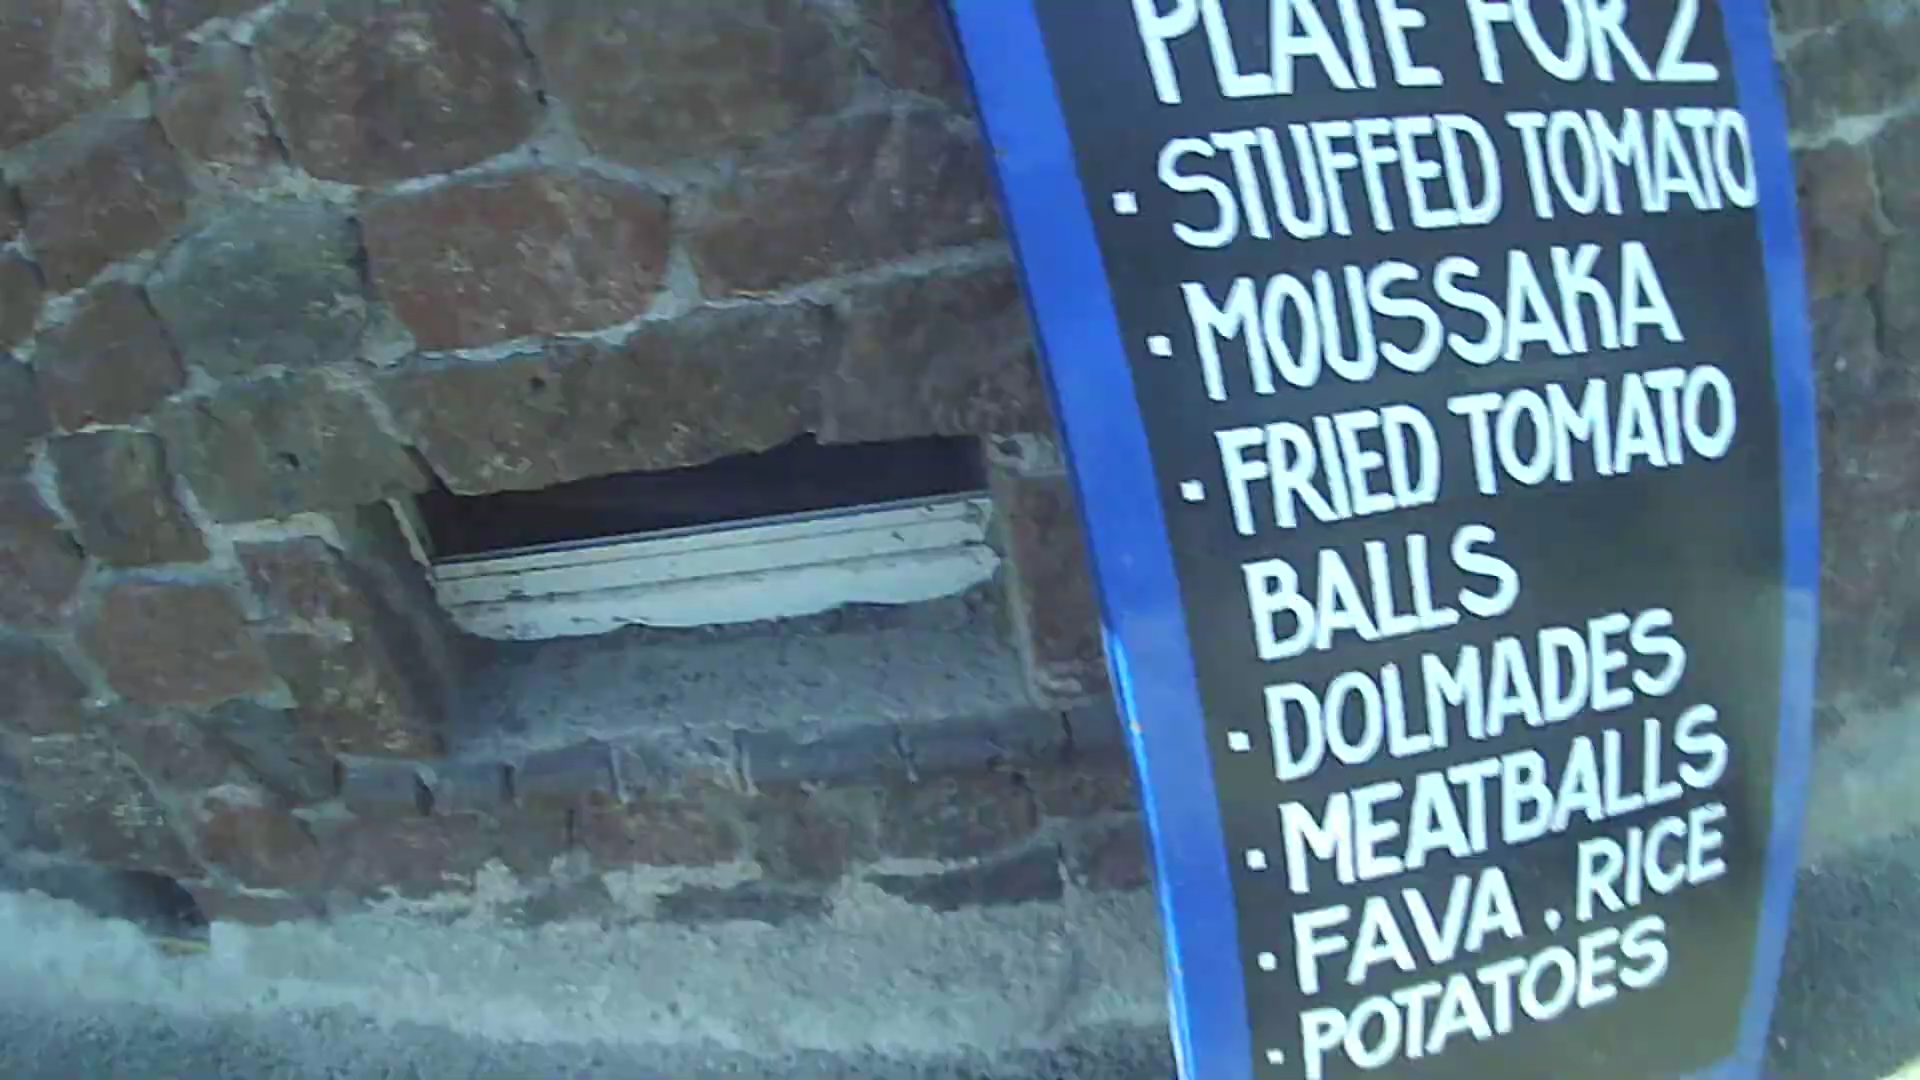 PLATE FOR 2
· STUFFED TOMATO
· MOUSSAKA
· FRIED TOMATO
BALLS
· DOLMADES
· MEATBALLS
· FAVA . RICE
· POTATOES